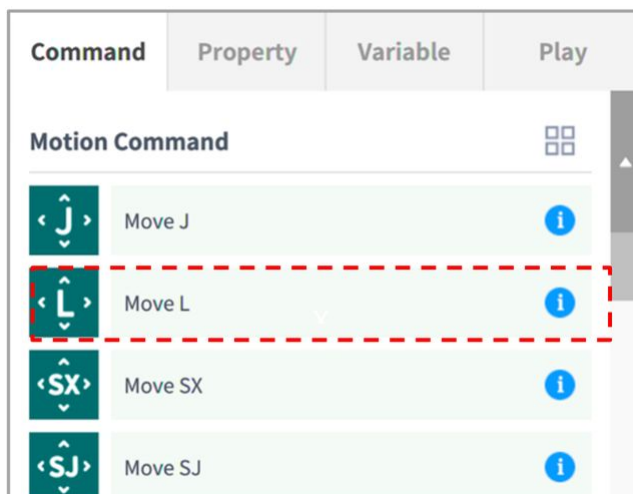 Command Property Variable Play
Motion Command
J Move J i
L Move L i
SX Move SX i
SJ Move SJ i